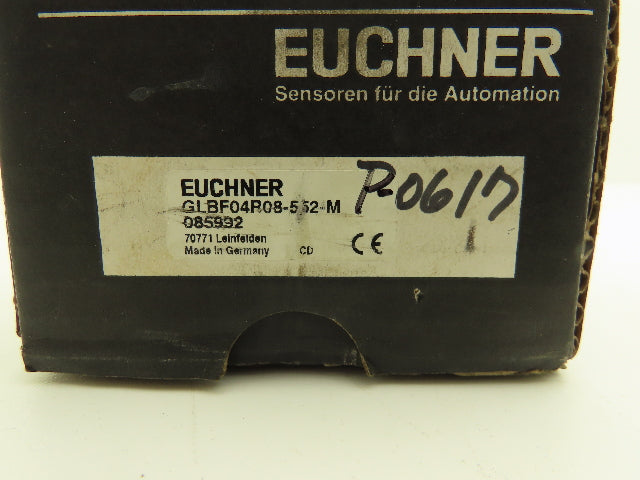 EUCHNER
Sensoren für die Automation
EUCHNER
GLBF04R08-552-M
085992
70771 Leinfelden
Made in Germany CD CE
P-0617